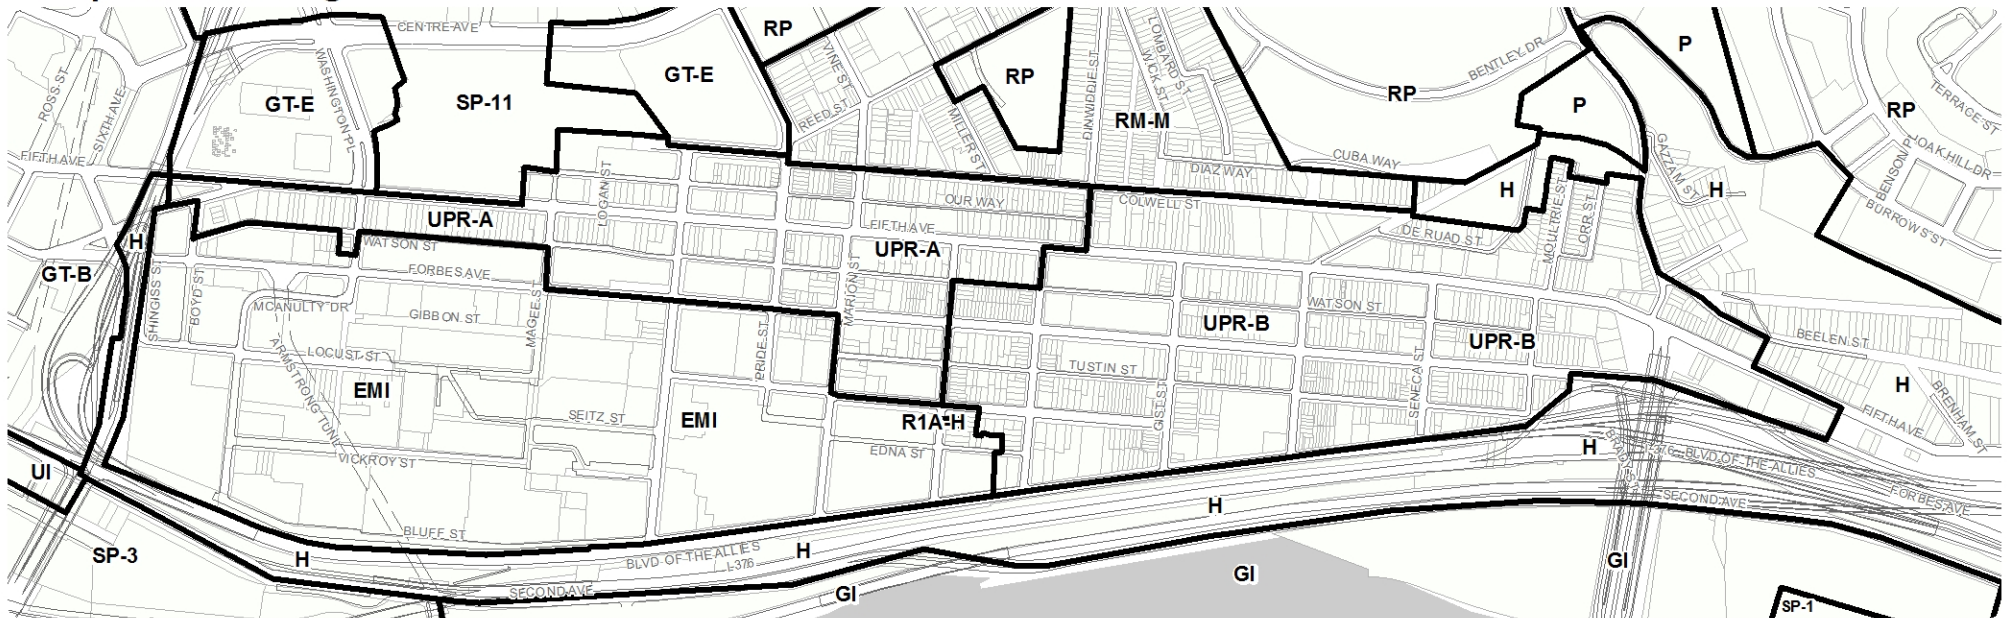 CENTRE AVE
RP
P
GT-E
SP-11
GT-E
RP
RM-M
RP
P
RP
ROSS ST
SIXTH AVE
WASHINGTON PL
VINE ST
REED ST
MILLER ST
DINWIDDIE ST
LOMBARD ST
WICK ST
BENTLEY DR
TERRACE ST
FIFTH AVE
CUBA WAY
DIAZ WAY
GAZZAM ST
H
H
OAK HILL DR
BENSON PL
BURROWS ST
LOGAN ST
OUR WAY
COLWELL ST
MOULTRIE ST
ORR ST
UPR-A
FIFTH AVE
UPR-A
DE RUAD ST
H
WATSON ST
FORBES AVE
GT-B
SHINGISS ST
BOYD ST
MCANULTY DR
GIBBON ST
MAGEE ST
MARION ST
PRIDE ST
WATSON ST
UPR-B
UPR-B
BEELEN ST
LOCUST ST
ARMSTRONG TUNL
EMI
SEITZ ST
EMI
R1A-H
TUSTIN ST
GIST ST
SENECA ST
H
BRENHAM ST
FIFTH AVE
EDNA ST
VICKROY ST
UI
H
BRADY ST
I-376
BLVD OF THE ALLIES
SECOND AVE
FORBES AVE
BLUFF ST
H
SP-3
H
BLVD OF THE ALLIES
H
I-376
SECOND AVE
GI
GI
GI
SP-1